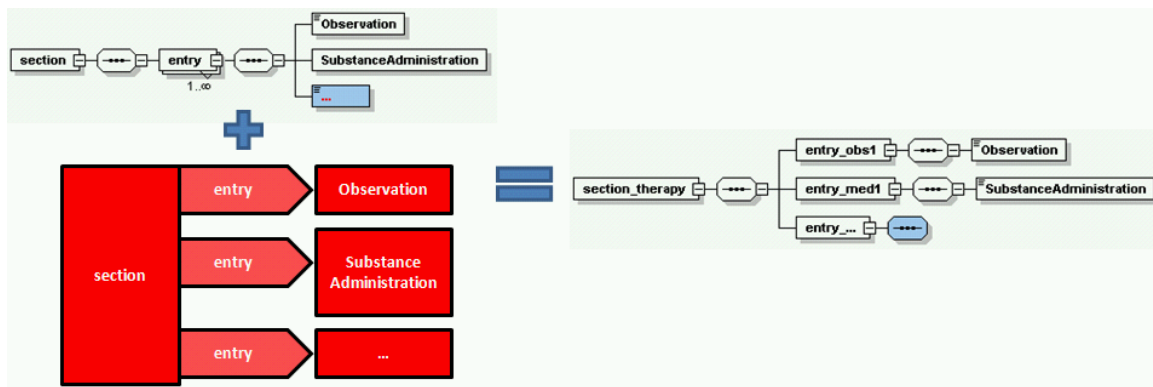 Observation
section
entry
SubstanceAdministration
1..∞
...
entry
Observation
section
entry
Substance
Administration
entry
...
entry_obs1
Observation
section_therapy
entry_med1
SubstanceAdministration
entry_...